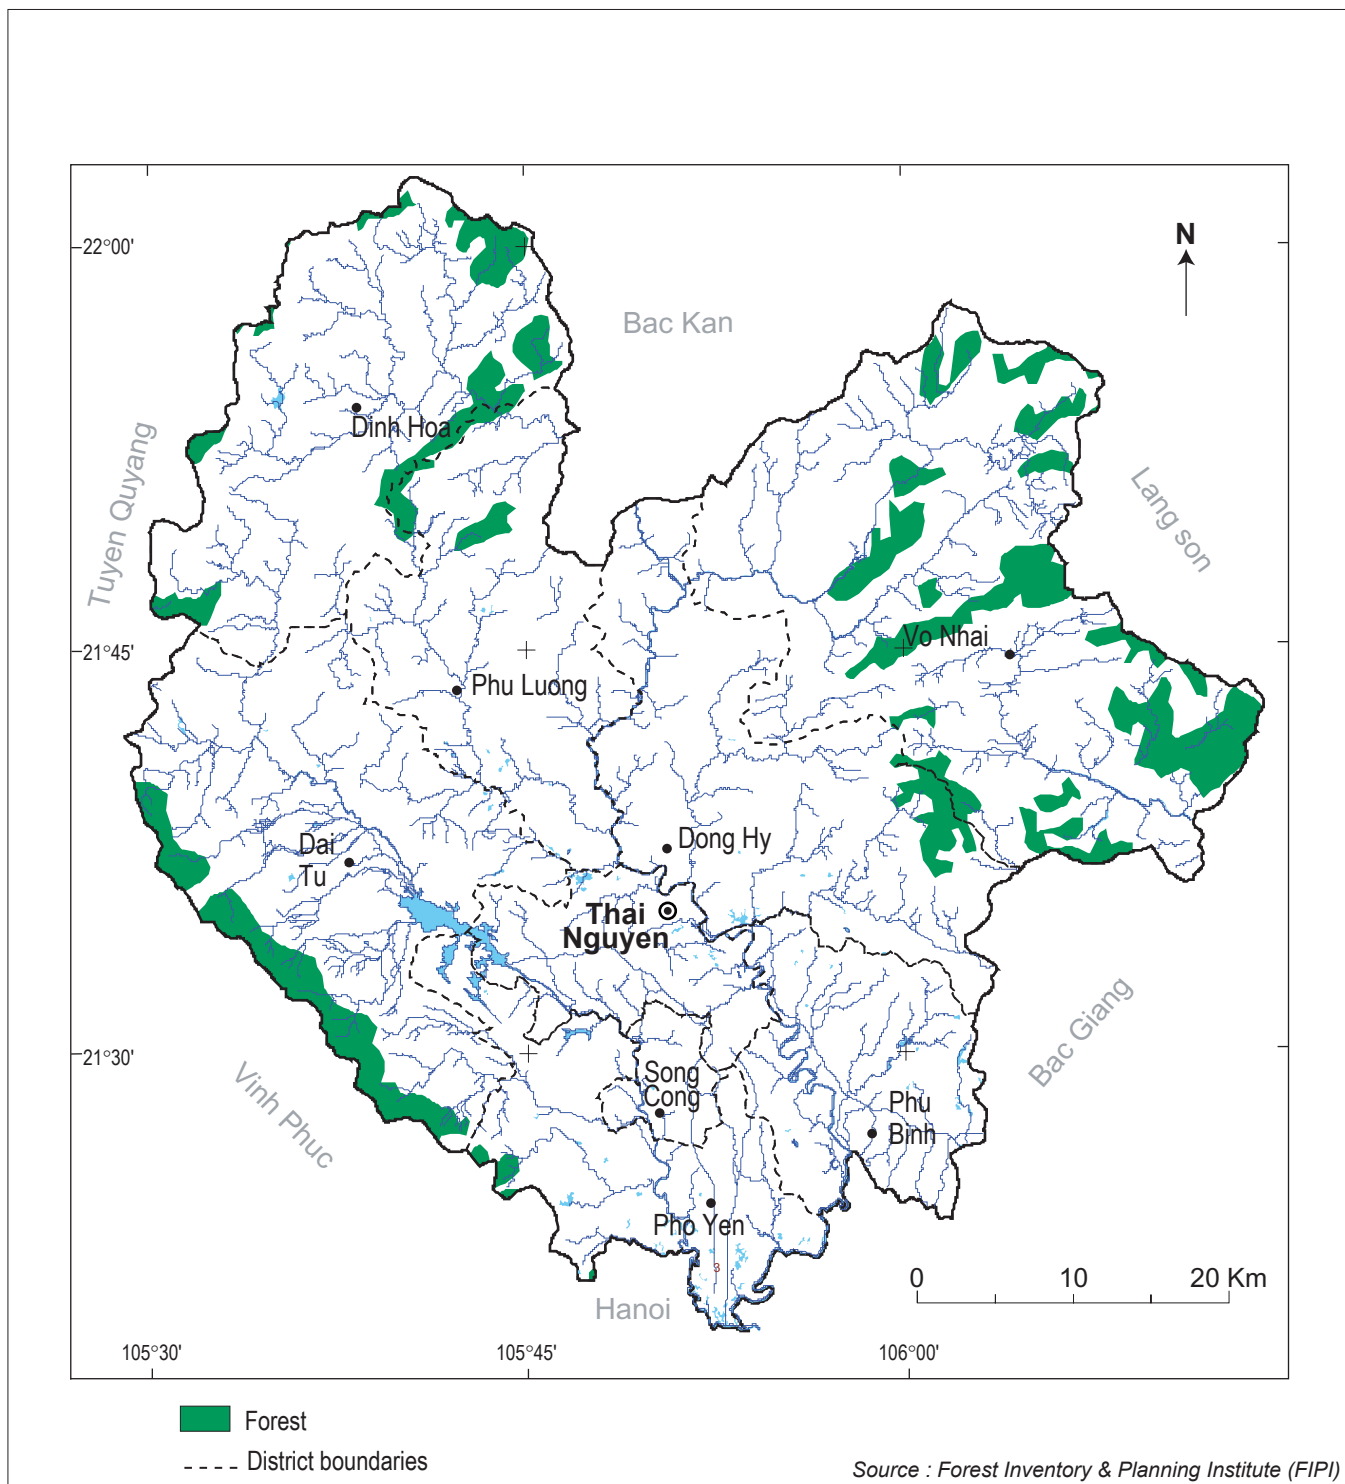 22°00'
N
Bac Kan
Dinh Hoa
Tuyen Quyang
Lang son
21°45'
Vo Nhai
Phu Luong
Dong Hy
Dai
Tu
Thai
Nguyen
Bac Giang
21°30'
Song
Cong
Vinh Phuc
Phu
Binh
Pho Yen
3
0 10 20 Km
Hanoi
105°30' 105°45' 106°00'
Forest
District boundaries
Source : Forest Inventory & Planning Institute (FIPI)